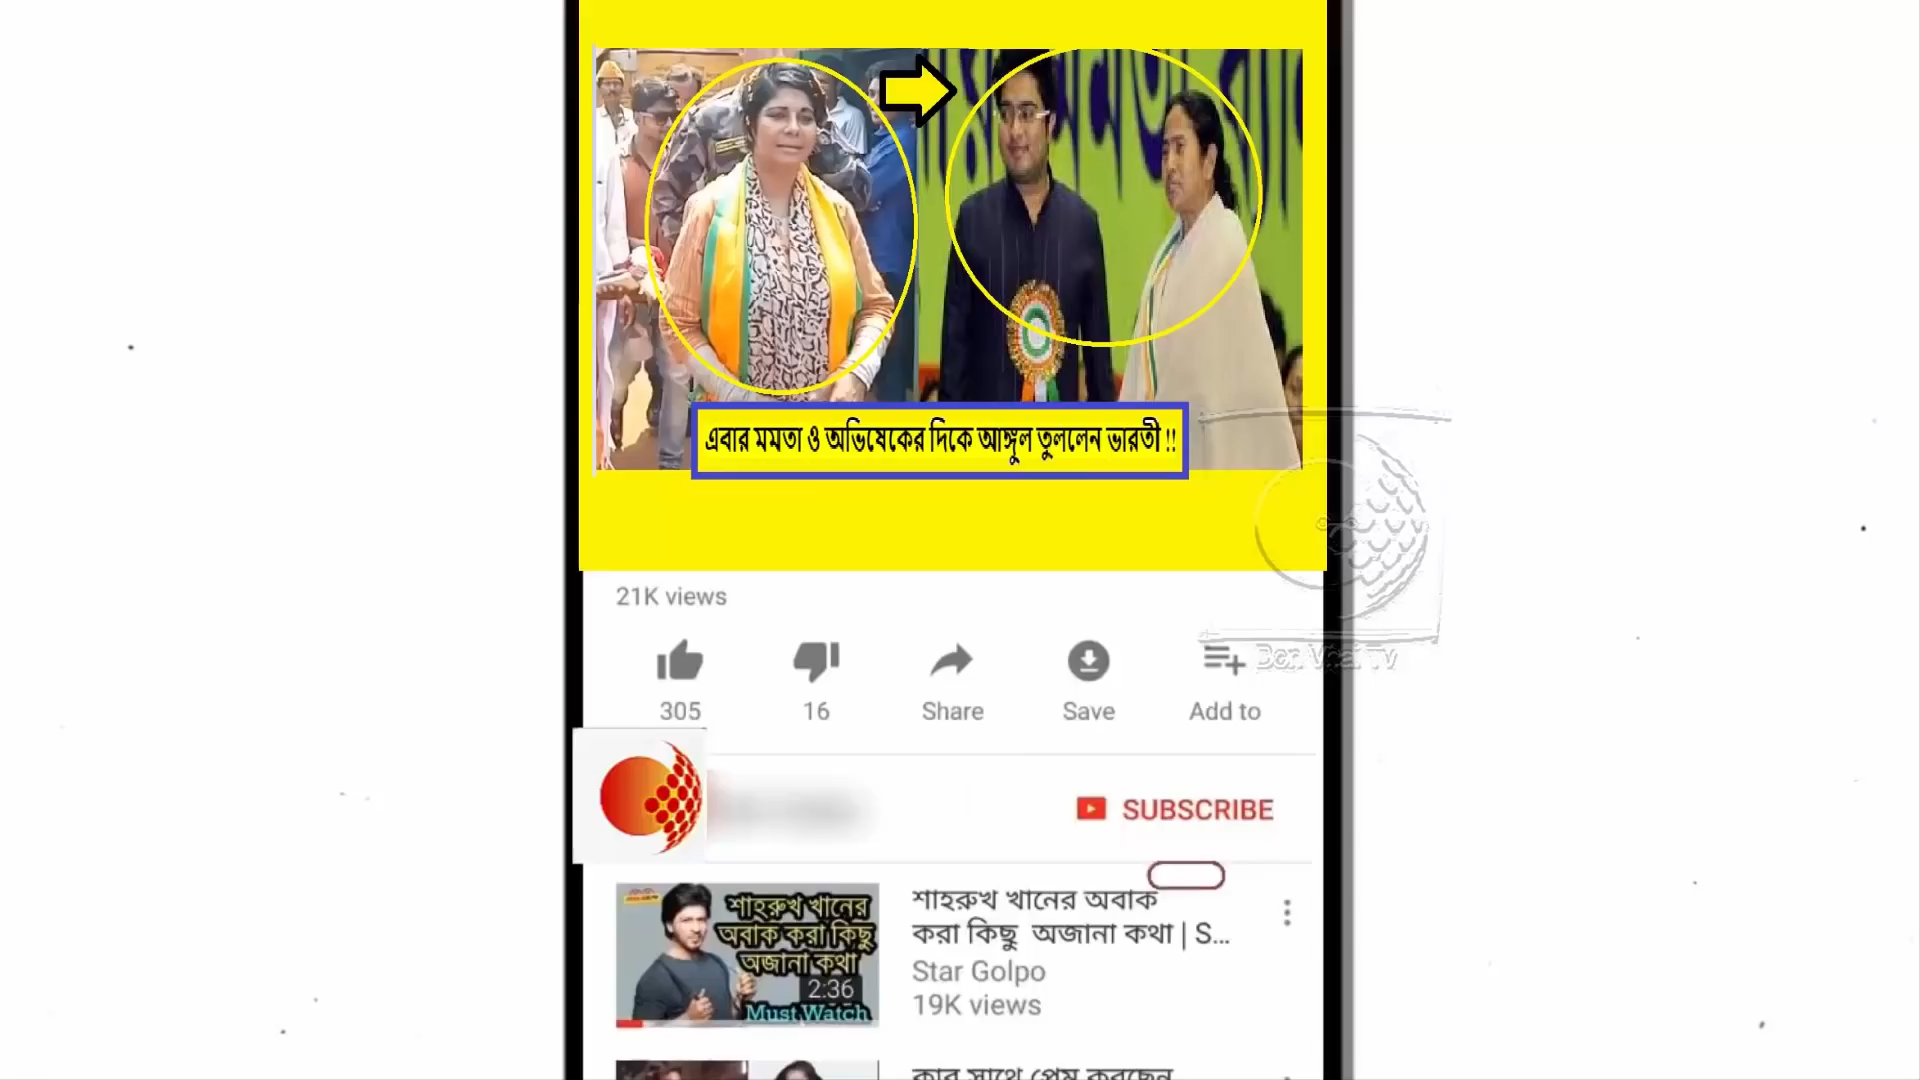 এবার মমতা ও অভিষেকের দিকে আঙ্গুল তুললেন ভারতী !!
21K views
305
16
Share
Save
Add to
SUBSCRIBE
শাহরুখ খানের
অবাক করা কিছু
অজানা কথা
2:36
Must Watch
শাহরুখ খানের অবাক
করা কিছু অজানা কথা | S...
Star Golpo
19K views
কার সাথে প্রেম করছেন